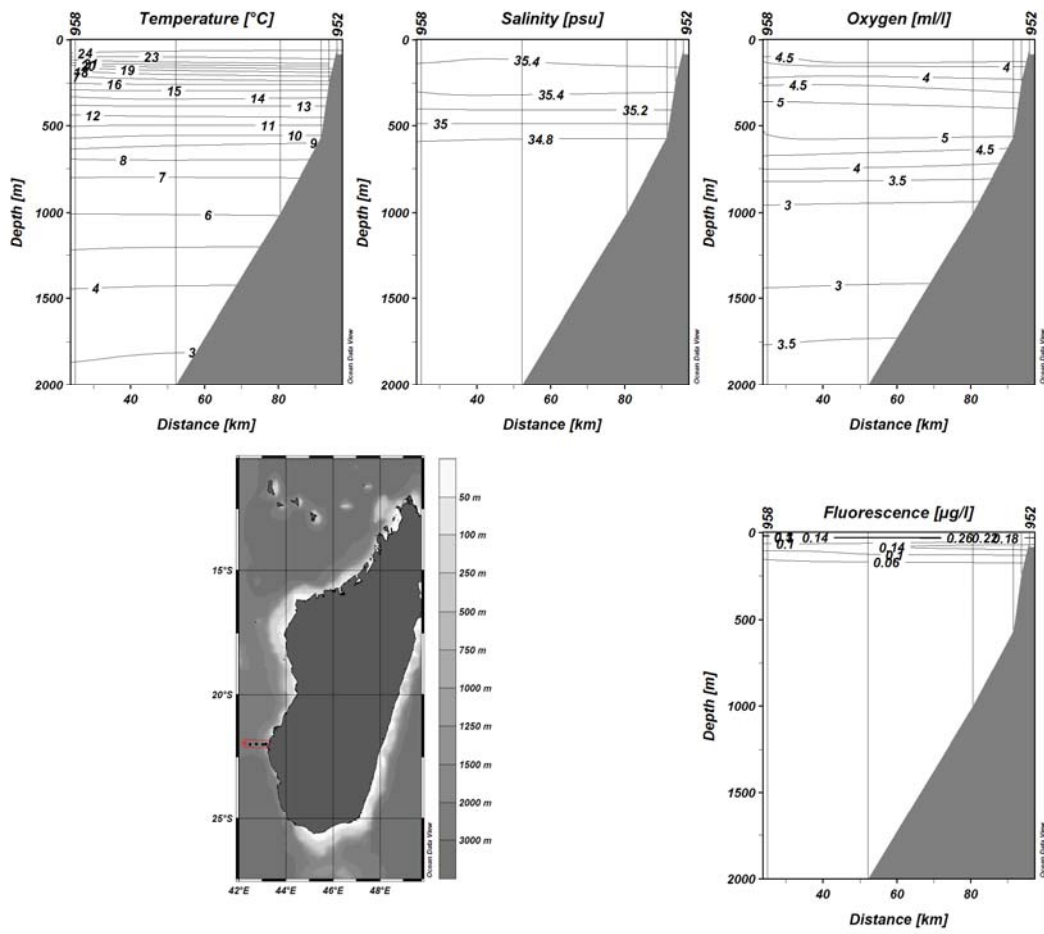 Temperature [°C]
958
952
0
500
1000
1500
2000
Depth [m]
24
23
21
20
19
18
16
15
14
13
12
11
10
9
8
7
6
4
3
40
60
80
Distance [km]
Ocean Data View
Salinity [psu]
958
952
0
500
1000
1500
2000
Depth [m]
35.4
35.4
35.2
35
34.8
40
60
80
Distance [km]
Ocean Data View
Oxygen [ml/l]
958
952
0
500
1000
1500
2000
Depth [m]
4.5
4
4
4.5
5
5
4.5
4
3.5
3
3
3.5
40
60
80
Distance [km]
Ocean Data View
15°S
20°S
25°S
42°E
44°E
46°E
48°E
50 m
100 m
250 m
500 m
750 m
1000 m
1250 m
1500 m
2000 m
3000 m
Ocean Data View
Fluorescence [µg/l]
958
952
0
500
1000
1500
2000
Depth [m]
0.14
0.26
0.22
0.18
0.1
0.14
0.1
0.06
40
60
80
Distance [km]
Ocean Data View